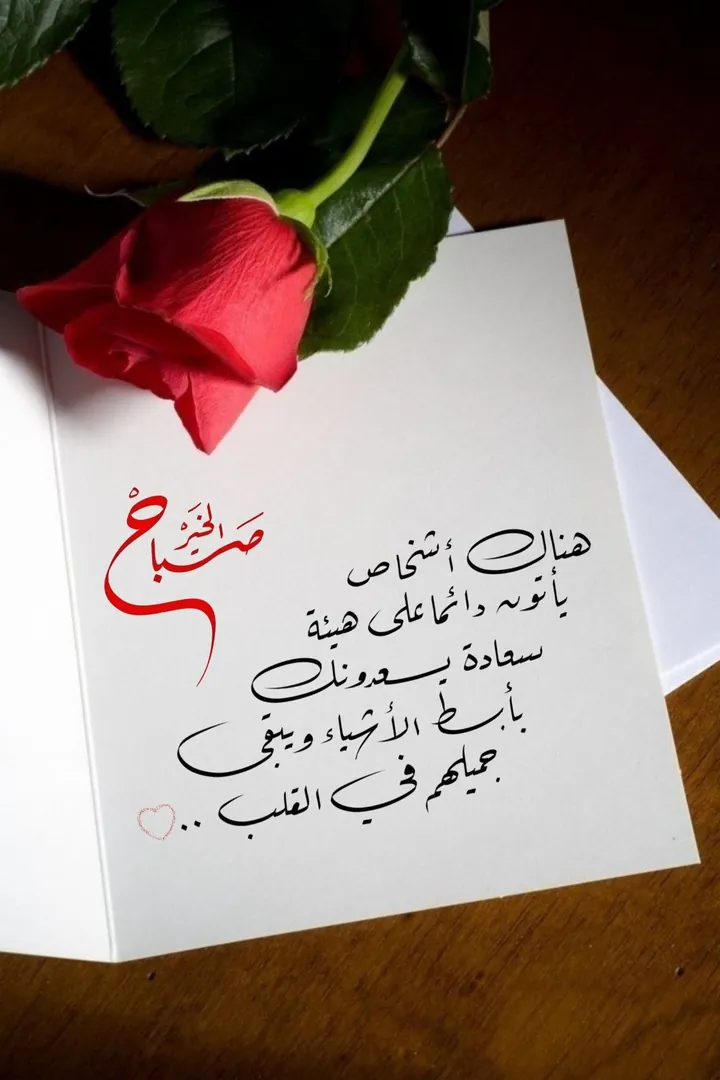 صباح الخير
هناك أشخاص
يأتون دائما على هيئة
سعادة يسعدونك
بأبسط الأشياء ويبقى
جميلهم في القلب ..